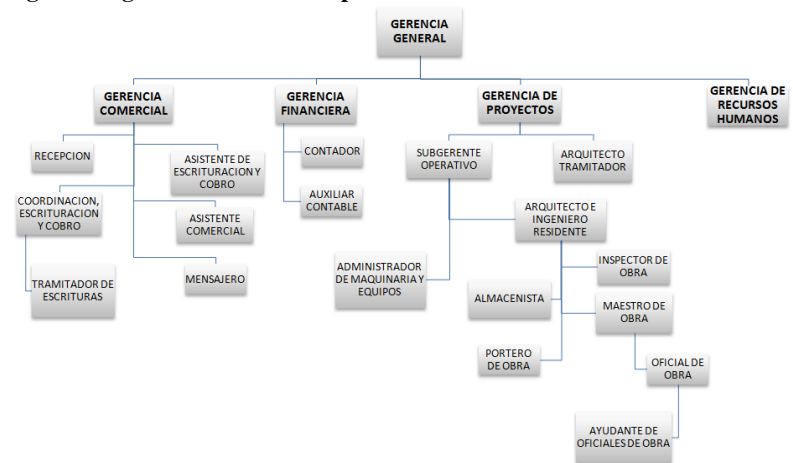 GERENCIA
GENERAL
GERENCIA
COMERCIAL
GERENCIA
FINANCIERA
GERENCIA DE
PROYECTOS
GERENCIA DE
RECURSOS
HUMANOS
RECEPCION
ASISTENTE DE
ESCRITURACION Y
COBRO
COORDINACION,
ESCRITURACION
Y COBRO
ASISTENTE
COMERCIAL
TRAMITADOR DE
ESCRITURAS
MENSAJERO
CONTADOR
AUXILIAR
CONTABLE
SUBGERENTE
OPERATIVO
ARQUITECTO
TRAMITADOR
ARQUITECTO E
INGENIERO
RESIDENTE
ADMINISTRADOR
DE MAQUINARIA Y
EQUIPOS
INSPECTOR DE
OBRA
ALMACENISTA
MAESTRO DE
OBRA
PORTERO
DE OBRA
OFICIAL DE
OBRA
AYUDANTE DE
OFICIALES DE OBRA